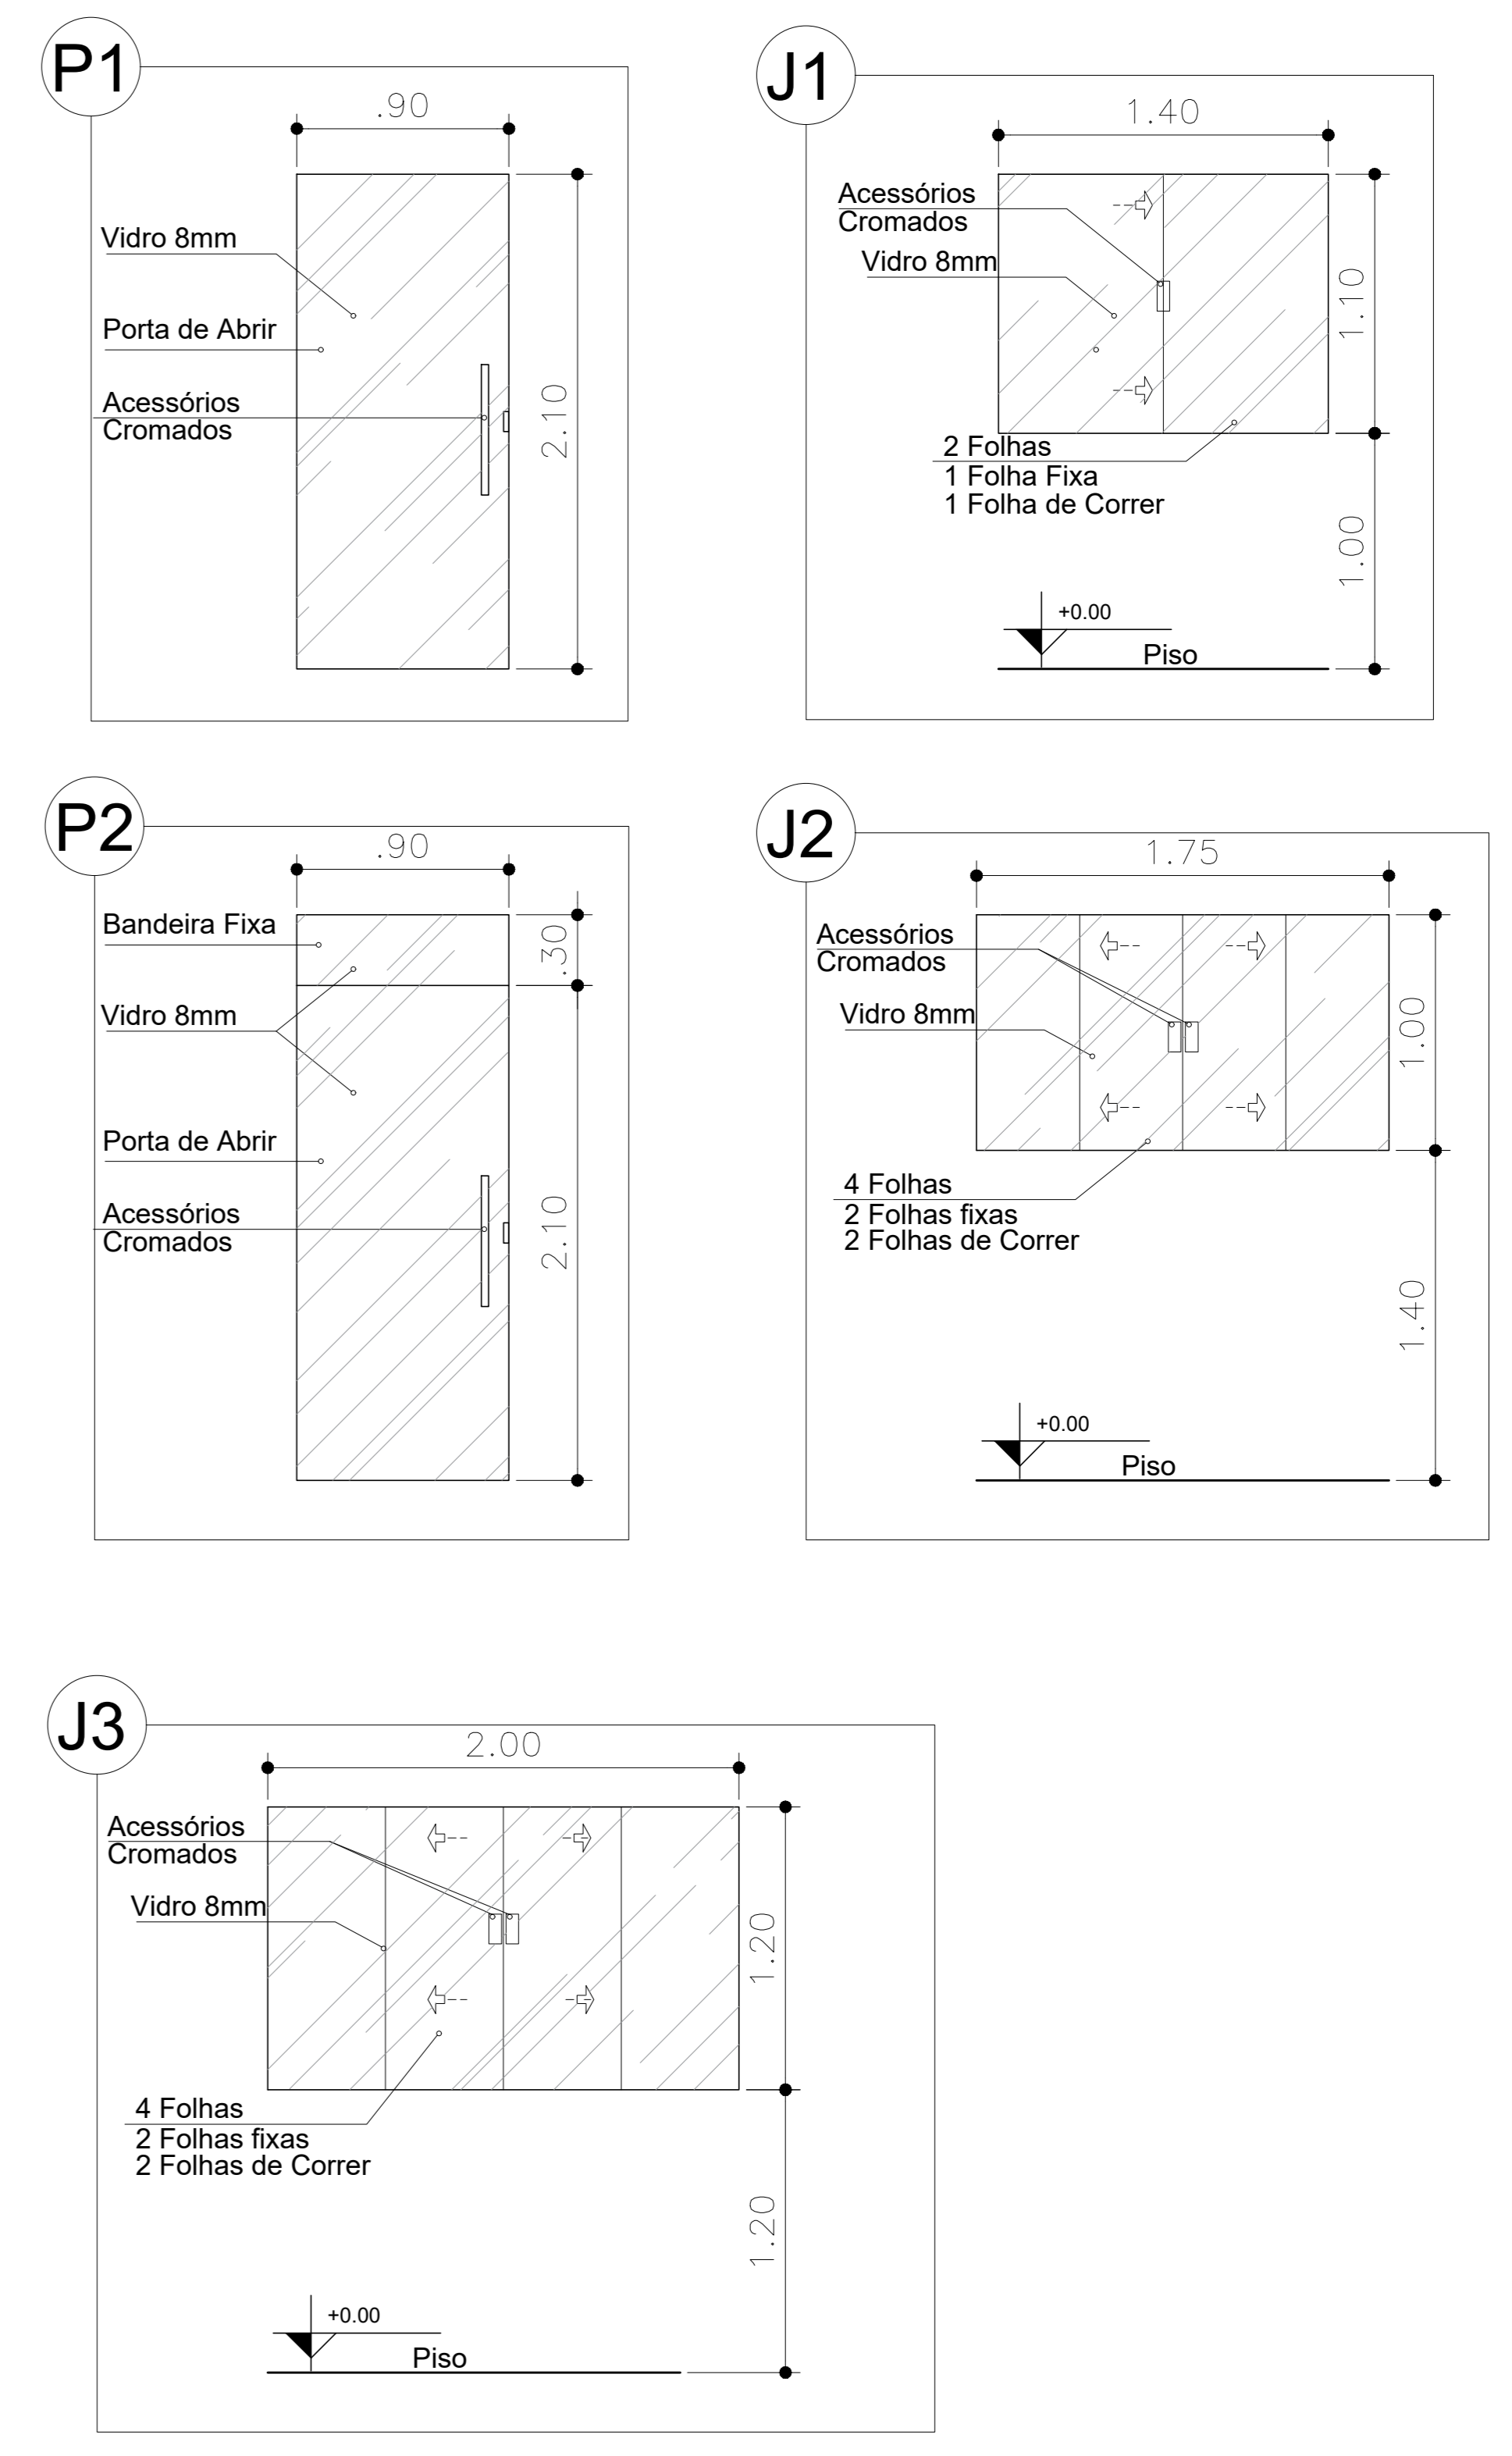 P1
.90
Vidro 8mm
Porta de Abrir
Acessórios
Cromados
2.10
J1
1.40
Acessórios
Cromados
Vidro 8mm
1.10
2 Folhas
1 Folha Fixa
1 Folha de Correr
1.00
+0.00
Piso
P2
.90
Bandeira Fixa
.30
Vidro 8mm
Porta de Abrir
Acessórios
Cromados
2.10
J2
1.75
Acessórios
Cromados
Vidro 8mm
1.00
4 Folhas
2 Folhas fixas
2 Folhas de Correr
1.40
+0.00
Piso
J3
2.00
Acessórios
Cromados
Vidro 8mm
1.20
4 Folhas
2 Folhas fixas
2 Folhas de Correr
1.20
+0.00
Piso